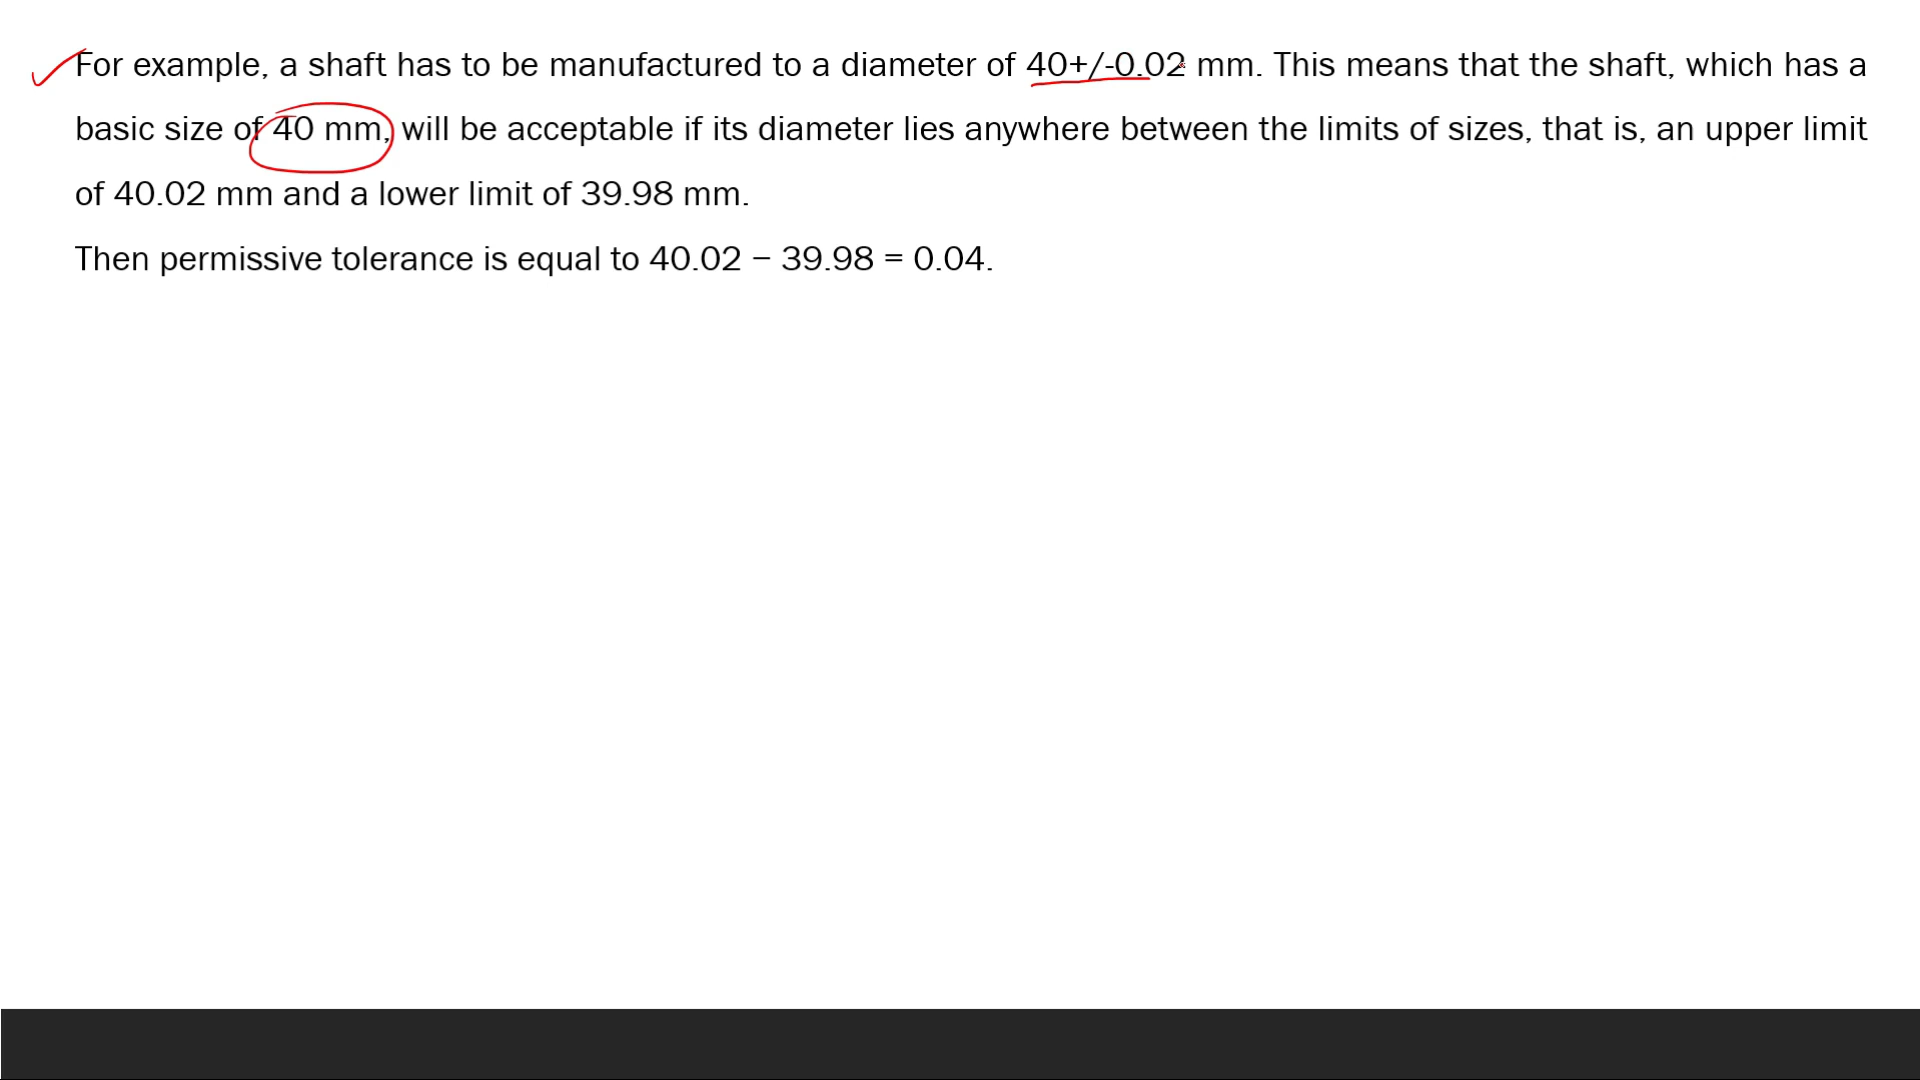 For example, a shaft has to be manufactured to a diameter of 40+/-0.02 mm. This means that the shaft, which has a
basic size of 40 mm, will be acceptable if its diameter lies anywhere between the limits of sizes, that is, an upper limit
of 40.02 mm and a lower limit of 39.98 mm.
Then permissive tolerance is equal to 40.02 − 39.98 = 0.04.